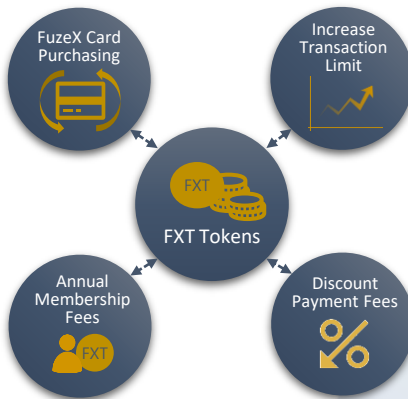 FuzeX Card
Purchasing
Increase
Transaction
Limit
FXT
FXT Tokens
Annual
Membership
Fees
FXT
Discount
Payment Fees